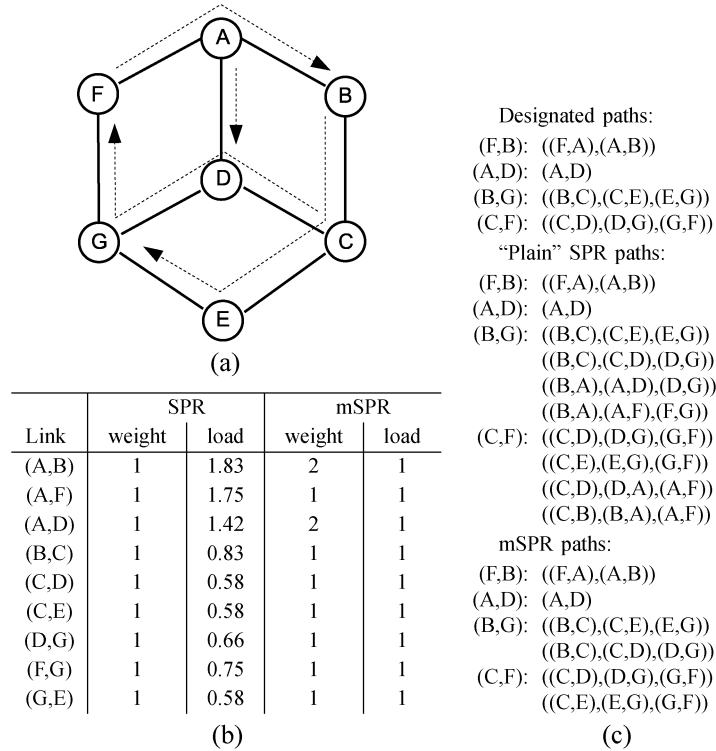 A
F
B
D
G
C
E
(a)
SPR mSPR
Link weight load weight load
(A,B) 1 1.83 2 1
(A,F) 1 1.75 1 1
(A,D) 1 1.42 2 1
(B,C) 1 0.83 1 1
(C,D) 1 0.58 1 1
(C,E) 1 0.58 1 1
(D,G) 1 0.66 1 1
(F,G) 1 0.75 1 1
(G,E) 1 0.58 1 1
(b)
Designated paths:
(F,B): ((F,A),(A,B))
(A,D): (A,D)
(B,G): ((B,C),(C,E),(E,G))
(C,F): ((C,D),(D,G),(G,F))
“Plain” SPR paths:
(F,B): ((F,A),(A,B))
(A,D): (A,D)
(B,G): ((B,C),(C,E),(E,G))
((B,C),(C,D),(D,G))
((B,A),(A,D),(D,G))
((B,A),(A,F),(F,G))
(C,F): ((C,D),(D,G),(G,F))
((C,E),(E,G),(G,F))
((C,D),(D,A),(A,F))
((C,B),(B,A),(A,F))
mSPR paths:
(F,B): ((F,A),(A,B))
(A,D): (A,D)
(B,G): ((B,C),(C,E),(E,G))
((B,C),(C,D),(D,G))
(C,F): ((C,D),(D,G),(G,F))
((C,E),(E,G),(G,F))
(c)